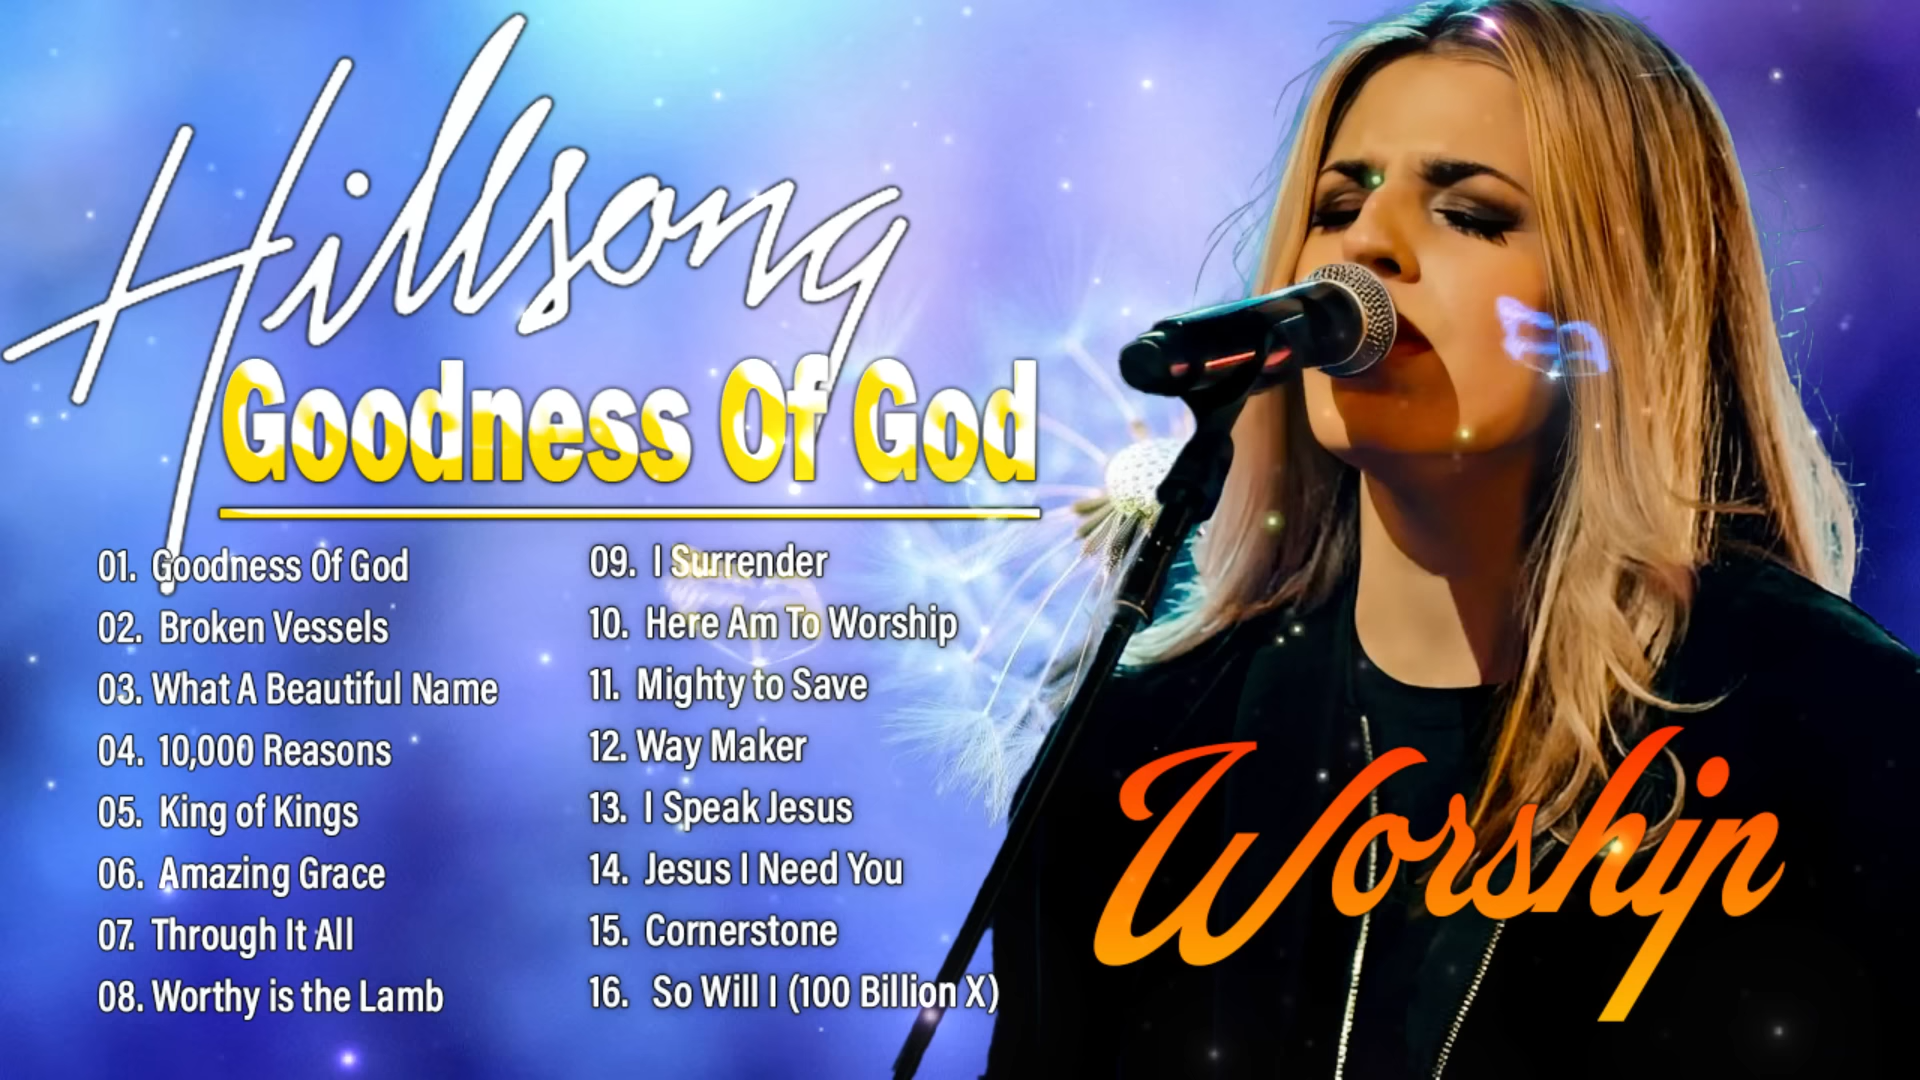 Hillsong
Goodness Of God
01. Goodness Of God
02. Broken Vessels
03. What A Beautiful Name
04. 10,000 Reasons
05. King of Kings
06. Amazing Grace
07. Through It All
08. Worthy is the Lamb
09. I Surrender
10. Here Am To Worship
11. Mighty to Save
12. Way Maker
13. I Speak Jesus
14. Jesus I Need You
15. Cornerstone
16. So Will I (100 Billion X)
Worship